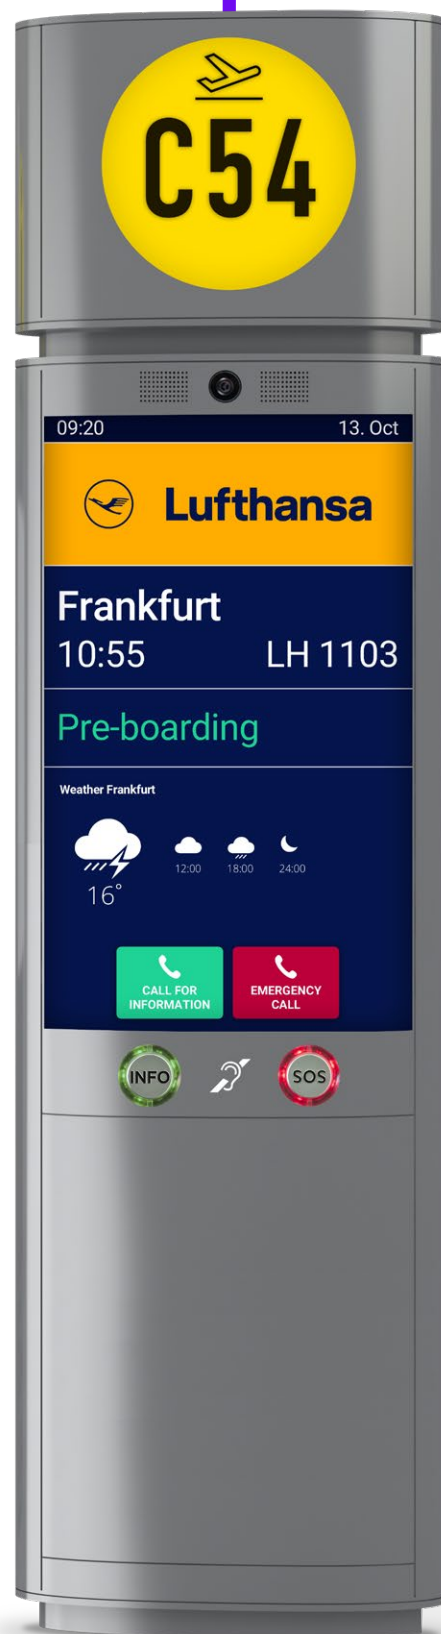 C54
09:20 13. Oct
Lufthansa
Frankfurt
10:55 LH 1103
Pre-boarding
Weather Frankfurt
12:00 18:00 24:00
16°
CALL FOR
INFORMATION
EMERGENCY
CALL
INFO SOS